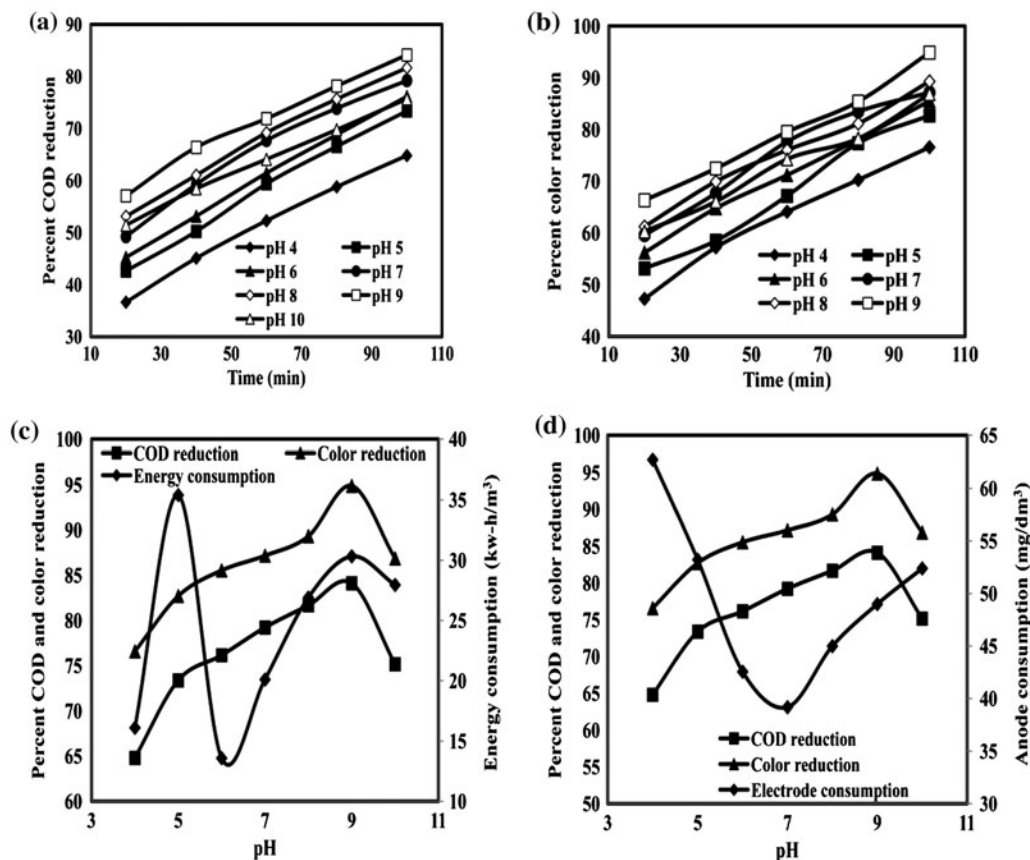 (a)
90
80
70
60
50
40
30
Percent COD reduction
pH 4
pH 5
pH 6
pH 7
pH 8
pH 9
pH 10
10 30 50 70 90 110
Time (min)
(b)
100
90
80
70
60
50
40
Percent color reduction
pH 4
pH 5
pH 6
pH 7
pH 8
pH 9
10 30 50 70 90 110
Time (min)
(c)
100
95
90
85
80
75
70
65
60
Percent COD and color reduction
COD reduction
Color reduction
Energy consumption
40
35
30
25
20
15
10
Energy consumption (kw-h/m³)
3 5 7 9
pH
(d)
100
95
90
85
80
75
70
65
60
55
50
Percent COD and color reduction
COD reduction
Color reduction
Electrode consumption
65
60
55
50
45
40
35
30
Anode consumption (mg/dm³)
3 5 7 9
pH